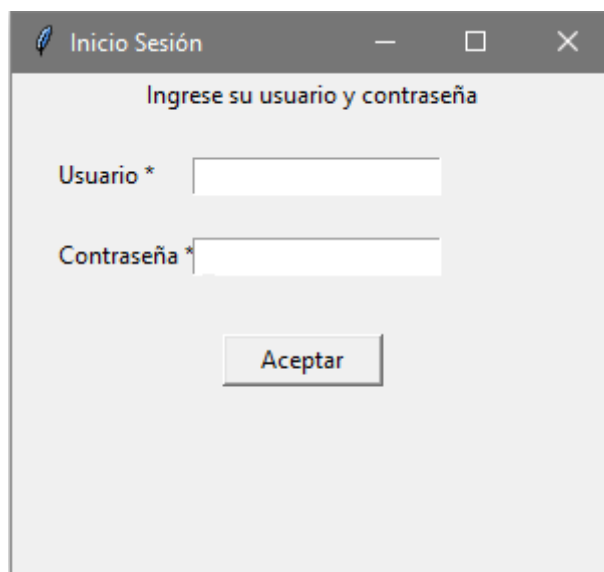 Inicio Sesión
Ingrese su usuario y contraseña
Usuario *
Contraseña *
Aceptar